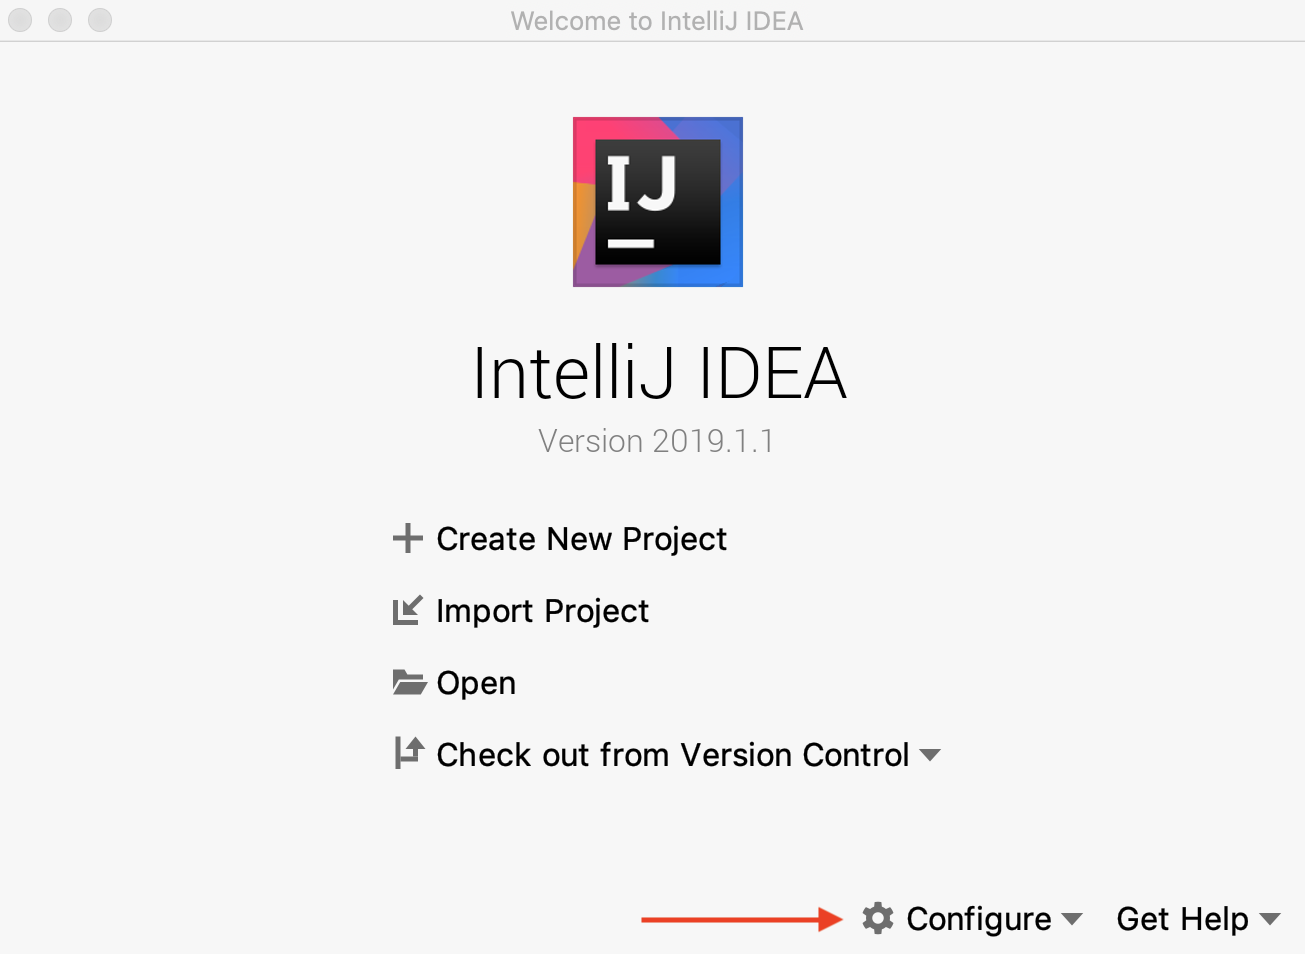 Welcome to IntelliJ IDEA
IJ
IntelliJ IDEA
Version 2019.1.1
Create New Project
Import Project
Open
Check out from Version Control
Configure Get Help